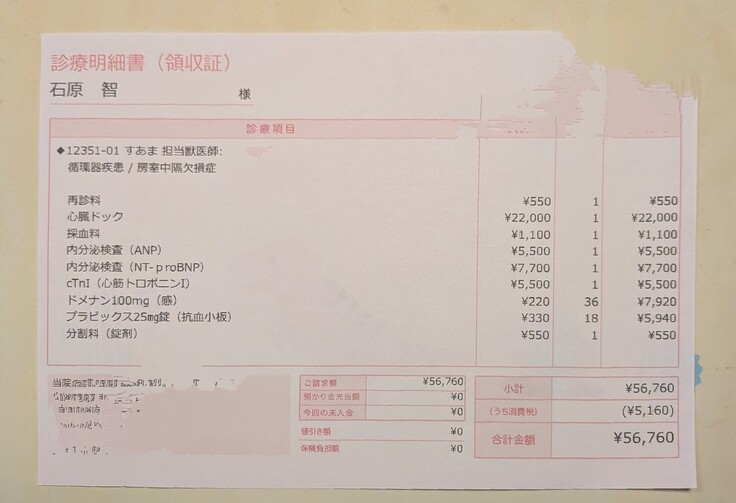 診療明細書（領収証）
石原 智 様
診療項目
◆12351-01 すあま 担当獣医師:
循環器疾患 / 房室中隔欠損症
再診料 ¥550 1 ¥550
心臓ドック ¥22,000 1 ¥22,000
採血料 ¥1,100 1 ¥1,100
内分泌検査（ANP） ¥5,500 1 ¥5,500
内分泌検査（NT-proBNP） ¥7,700 1 ¥7,700
cTnI（心筋トロポニンI） ¥5,500 1 ¥5,500
ドメナン100mg（感） ¥220 36 ¥7,920
プラビックス25mg錠（抗血小板） ¥330 18 ¥5,940
分割料（錠剤） ¥550 1 ¥550
ご請求額 ¥56,760
預かり金充当額 ¥0
今回の未入金 ¥0
値引き額 ¥0
保険負担額 ¥0
小計 ¥56,760
(うち消費税) (¥5,160)
合計金額 ¥56,760